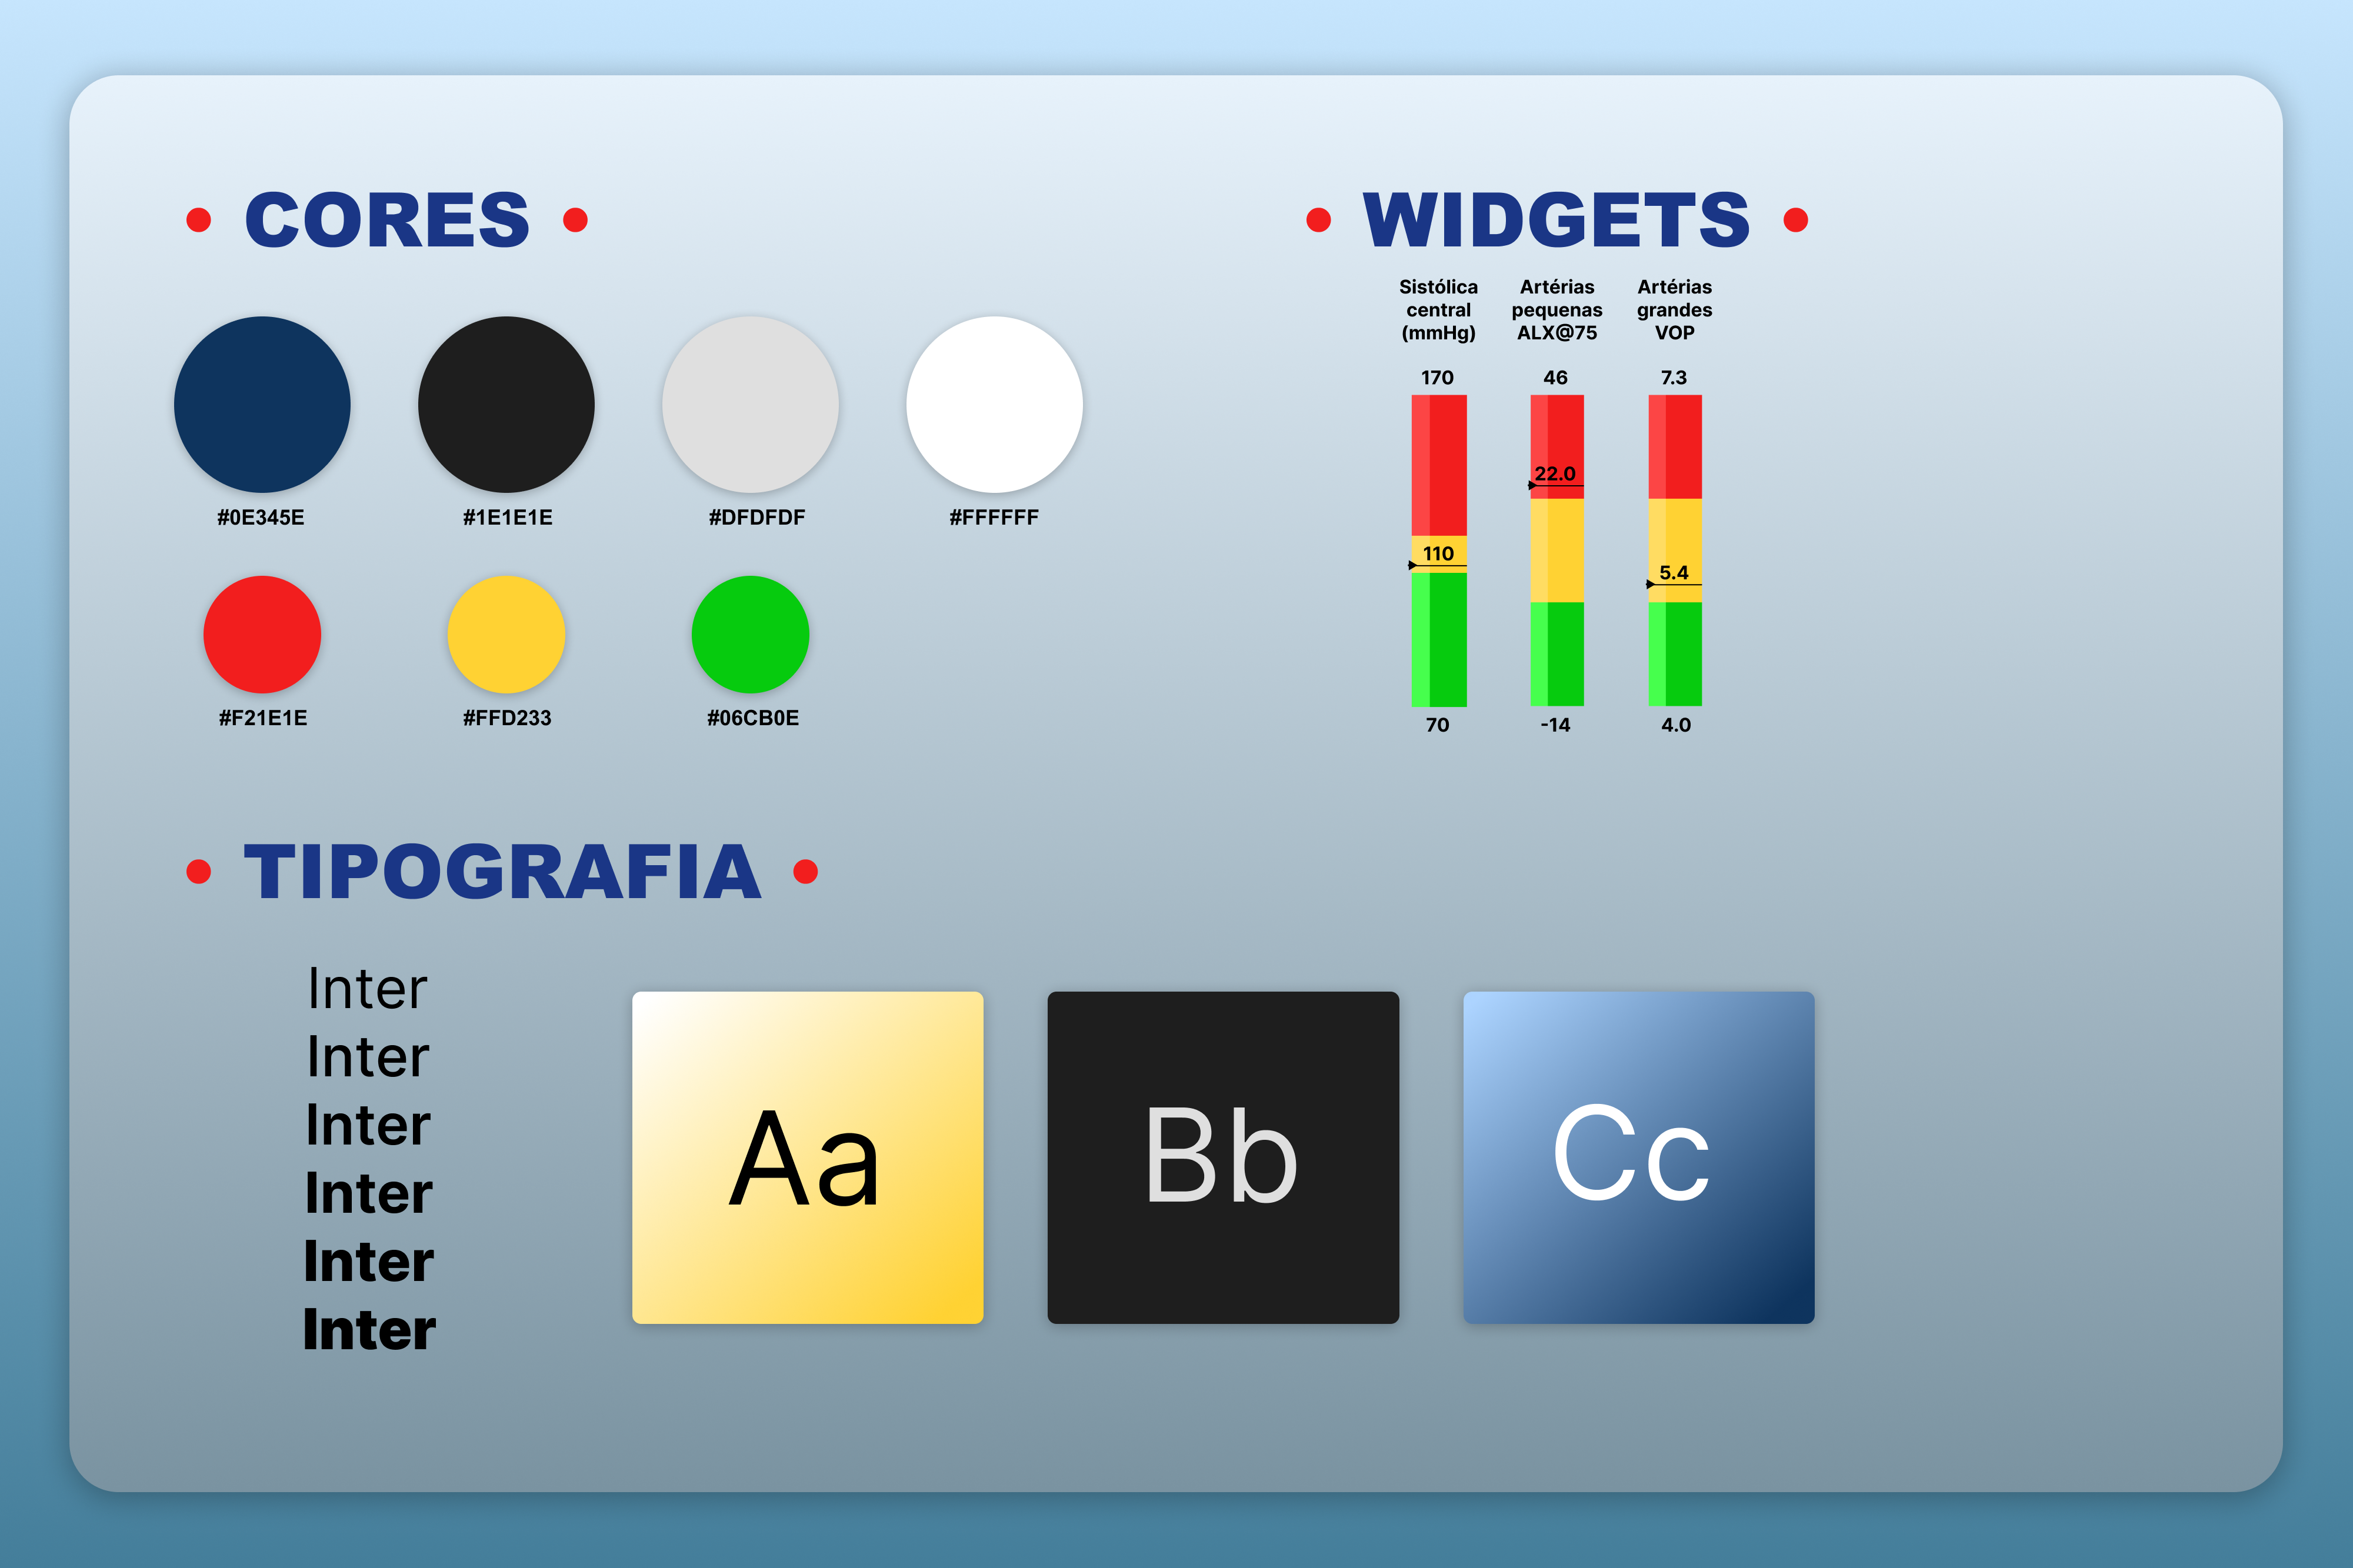 • CORES •
#0E345E
#1E1E1E
#DFDFDF
#FFFFFF
#F21E1E
#FFD233
#06CB0E
• WIDGETS •
Sistólica
central
(mmHg)
Artérias
pequenas
ALX@75
Artérias
grandes
VOP
170
46
7.3
22.0
110
5.4
70
-14
4.0
• TIPOGRAFIA •
Inter
Inter
Inter
Inter
Inter
Inter
Aa
Bb
Cc